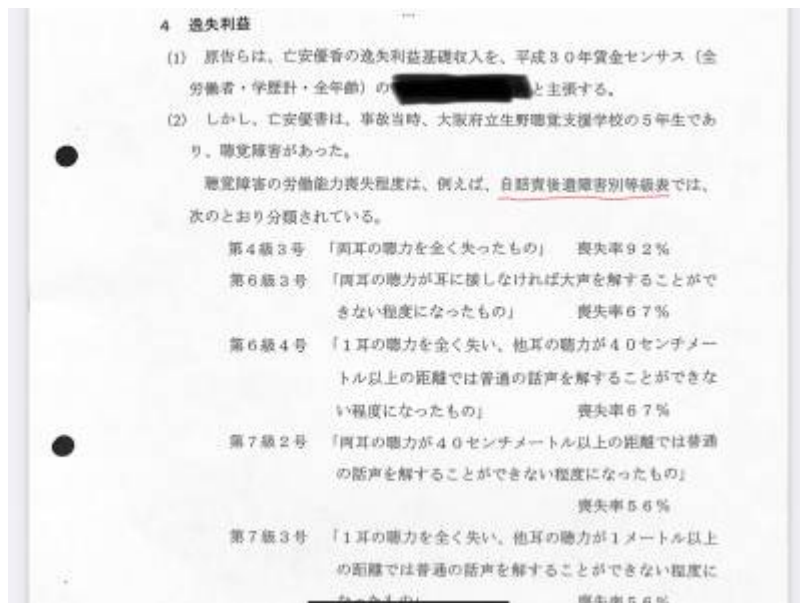 4 逸失利益
(1) 原告らは、亡安優香の逸失利益基礎収入を、平成30年賃金センサス(全
労働者・学歴計・全年齢)の と主張する。
(2) しかし、亡安優香は、事故当時、大阪府立生野聴覚支援学校の5年生であ
り、聴覚障害があった。
聴覚障害の労働能力喪失程度は、例えば、自賠責後遺障害別等級表では、
次のとおり分類されている。
第4級3号 「両耳の聴力を全く失ったもの」 喪失率92%
第6級3号 「両耳の聴力が耳に接しなければ大声を解することがで
きない程度になったもの」 喪失率67%
第6級4号 「1耳の聴力を全く失い、他耳の聴力が40センチメー
トル以上の距離では普通の話声を解することができな
い程度になったもの」 喪失率67%
第7級2号 「両耳の聴力が40センチメートル以上の距離では普通
の話声を解することができない程度になったもの」
喪失率56%
第7級3号 「1耳の聴力を全く失い、他耳の聴力が1メートル以上
の距離では普通の話声を解することができない程度に
なったもの」 喪失率56%